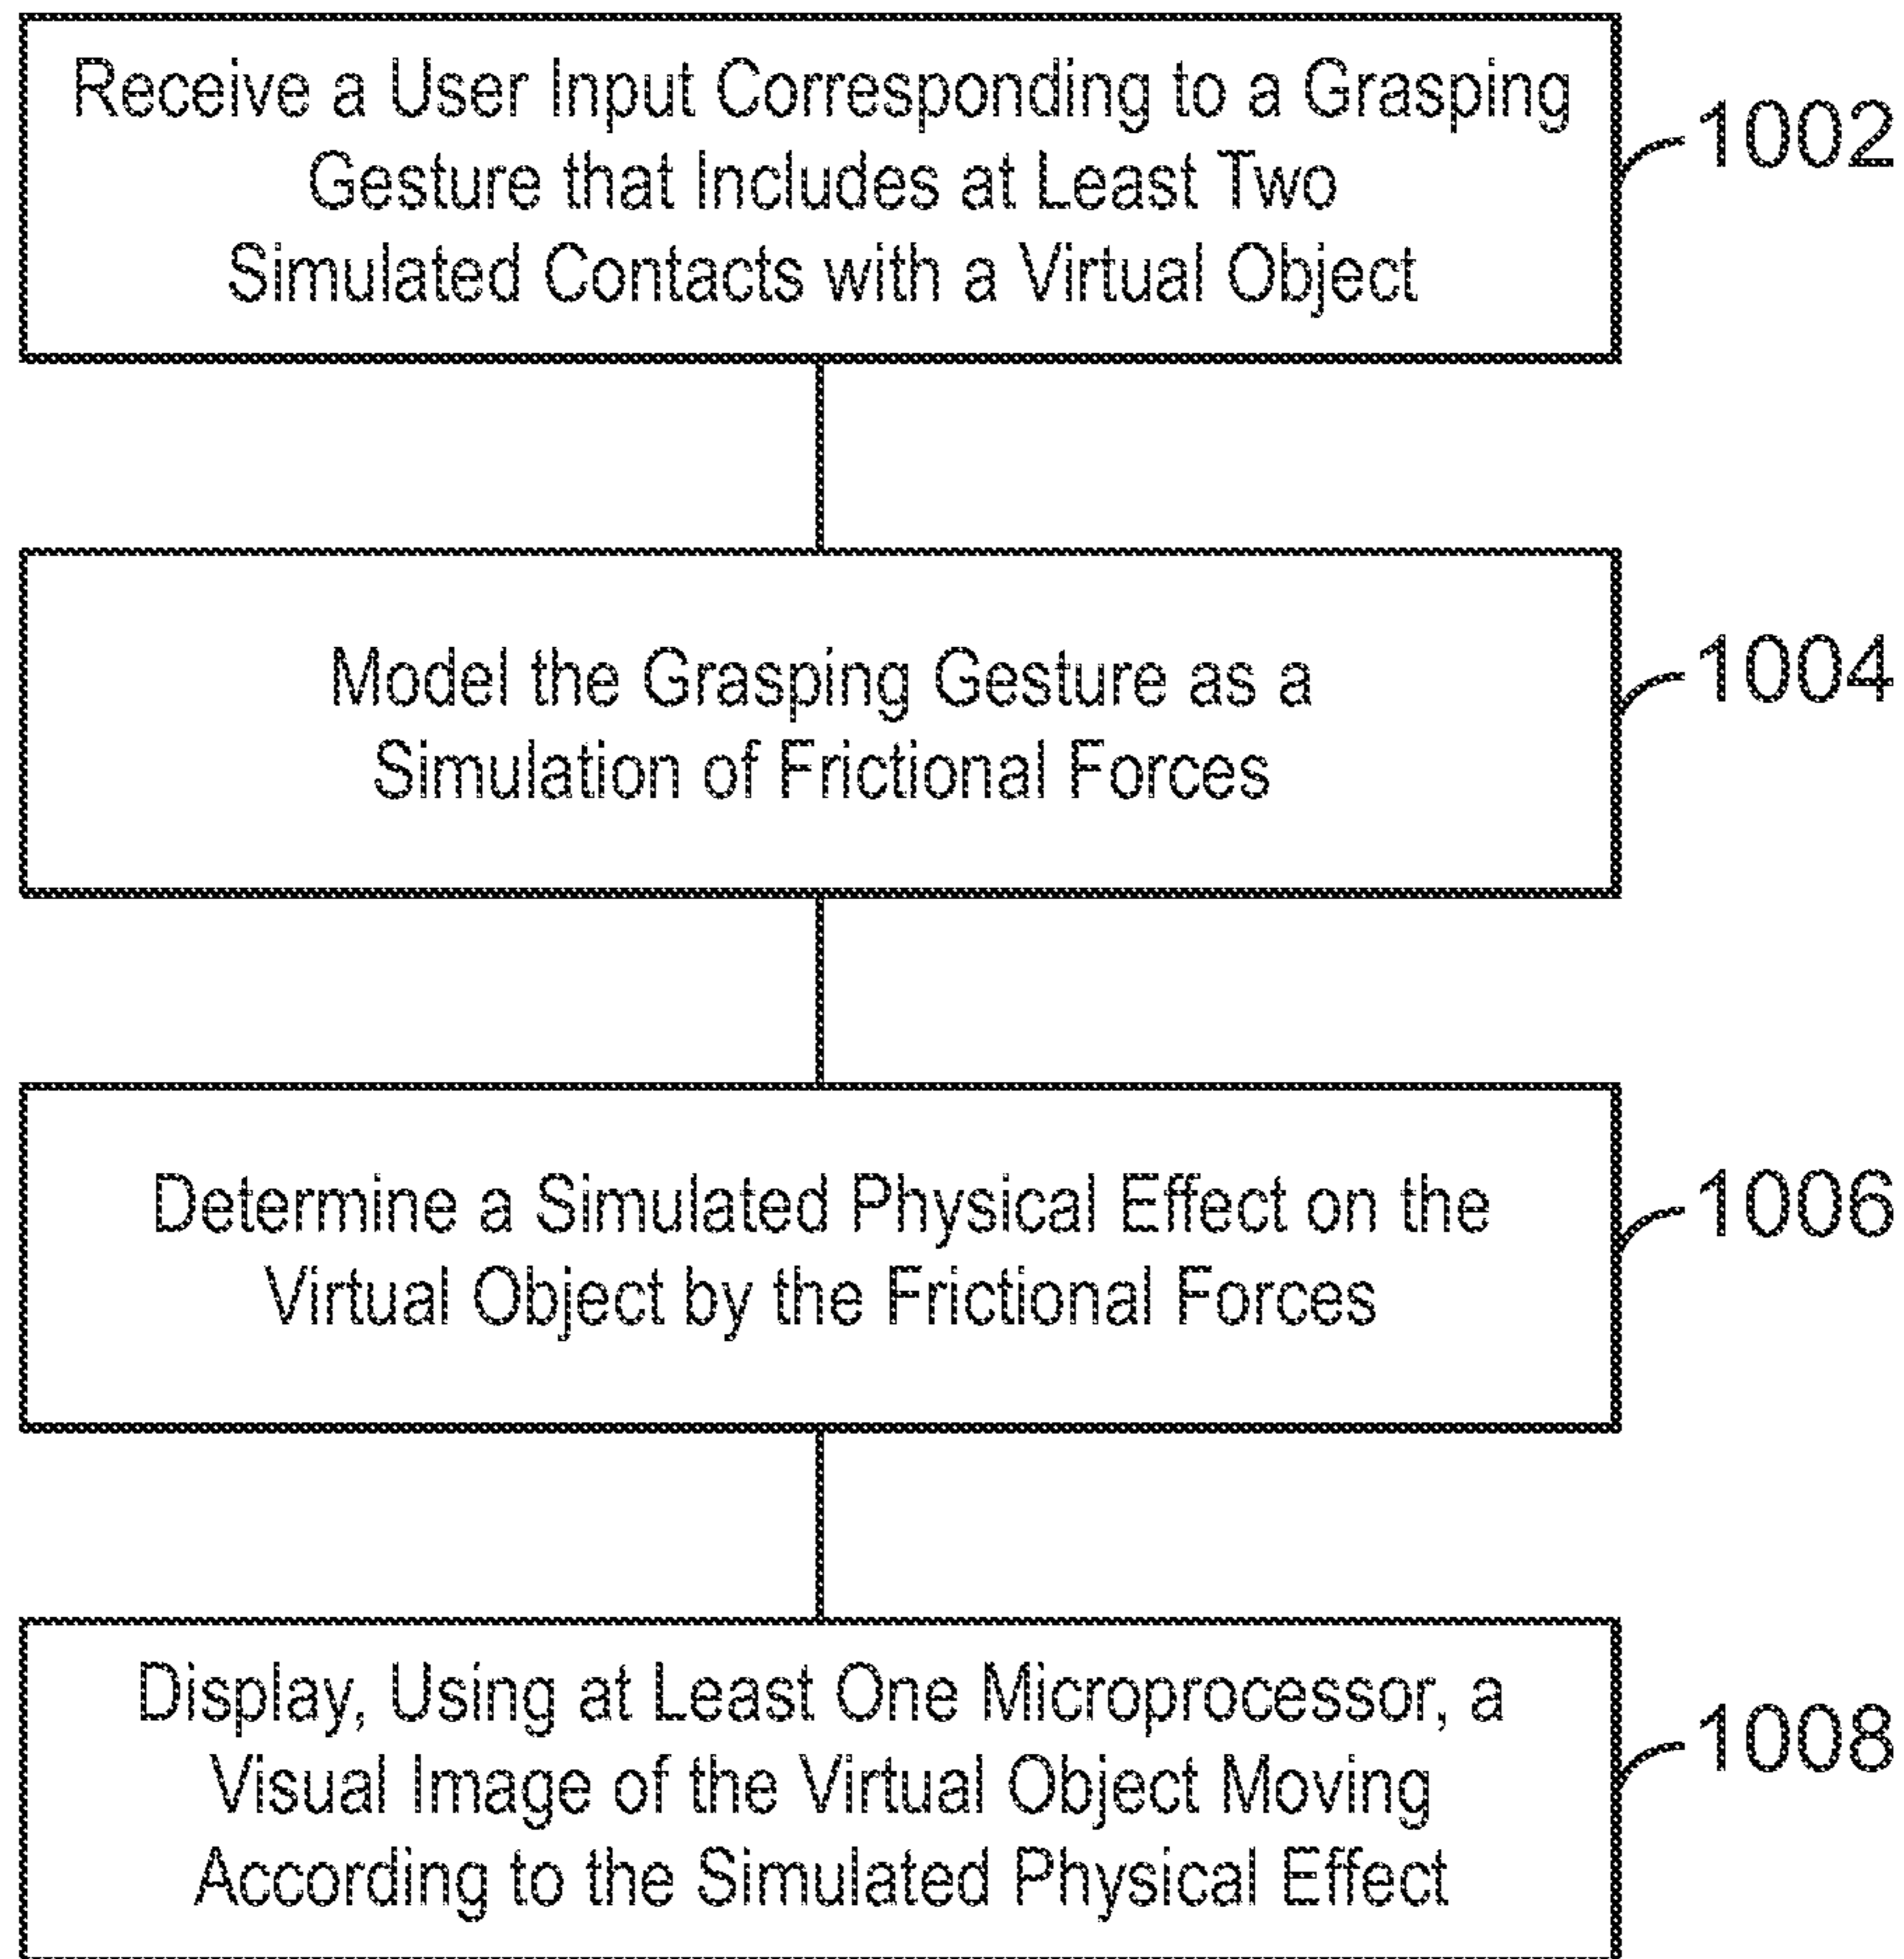 Receive a User Input Corresponding to a Grasping
Gesture that Includes at Least Two
Simulated Contacts with a Virtual Object
1002
Model the Grasping Gesture as a
Simulation of Frictional Forces
1004
Determine a Simulated Physical Effect on the
Virtual Object by the Frictional Forces
1006
Display, Using at Least One Microprocessor, a
Visual Image of the Virtual Object Moving
According to the Simulated Physical Effect
1008